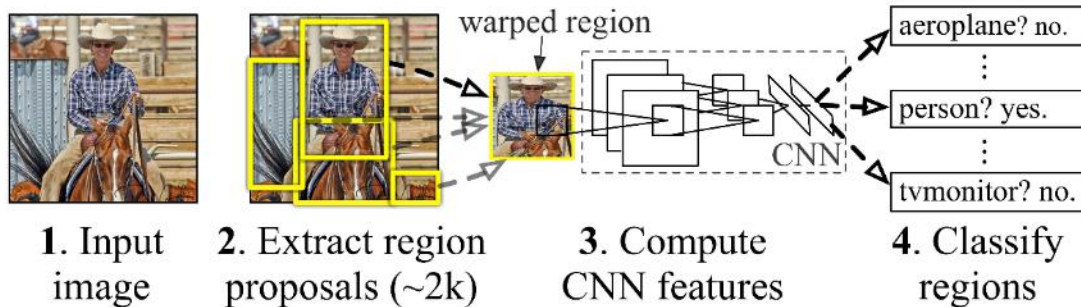 warped region
aeroplane? no.
person? yes.
CNN
tvmonitor? no.
1. Input
image
2. Extract region
proposals (~2k)
3. Compute
CNN features
4. Classify
regions